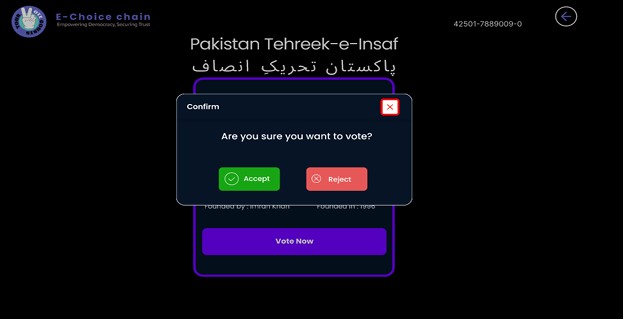 E-Choice chain
Empowering Democracy, Securing Trust
42501-7889009-0
Pakistan Tehreek-e-Insaf
پاکستان تحریکِ انصاف
Confirm
Are you sure you want to vote?
Accept
Reject
Founded by : Imran Khan
Founded in : 1996
Vote Now